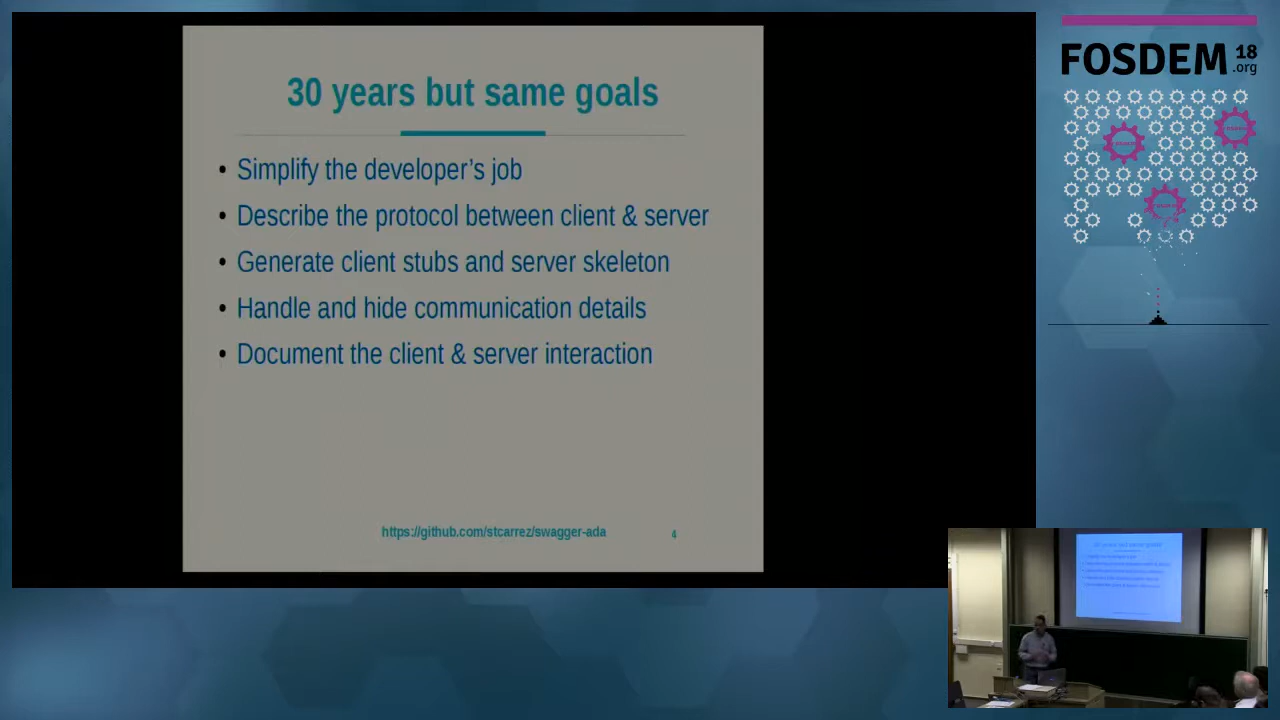 30 years but same goals
• Simplify the developer’s job
• Describe the protocol between client & server
• Generate client stubs and server skeleton
• Handle and hide communication details
• Document the client & server interaction
https://github.com/stcarrez/swagger-ada
4
FOSDEM 18
.org